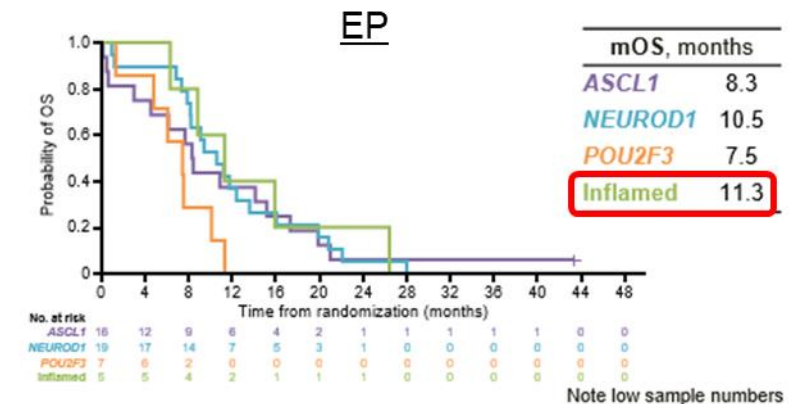 EP
mOS, months
ASCL1 8.3
NEUROD1 10.5
POU2F3 7.5
Inflamed 11.3
Probability of OS
1.0
0.8
0.6
0.4
0.2
0
0 4 8 12 16 20 24 28 32 36 40 44 48
Time from randomization (months)
No. at risk
ASCL1 16 12 9 6 4 2 1 1 1 1 1 0 0
NEUROD1 19 17 14 7 5 3 1 0 0 0 0 0 0
POU2F3 7 6 2 0 0 0 0 0 0 0 0 0 0
Inflamed 5 5 4 2 1 1 1 0 0 0 0 0 0
Note low sample numbers